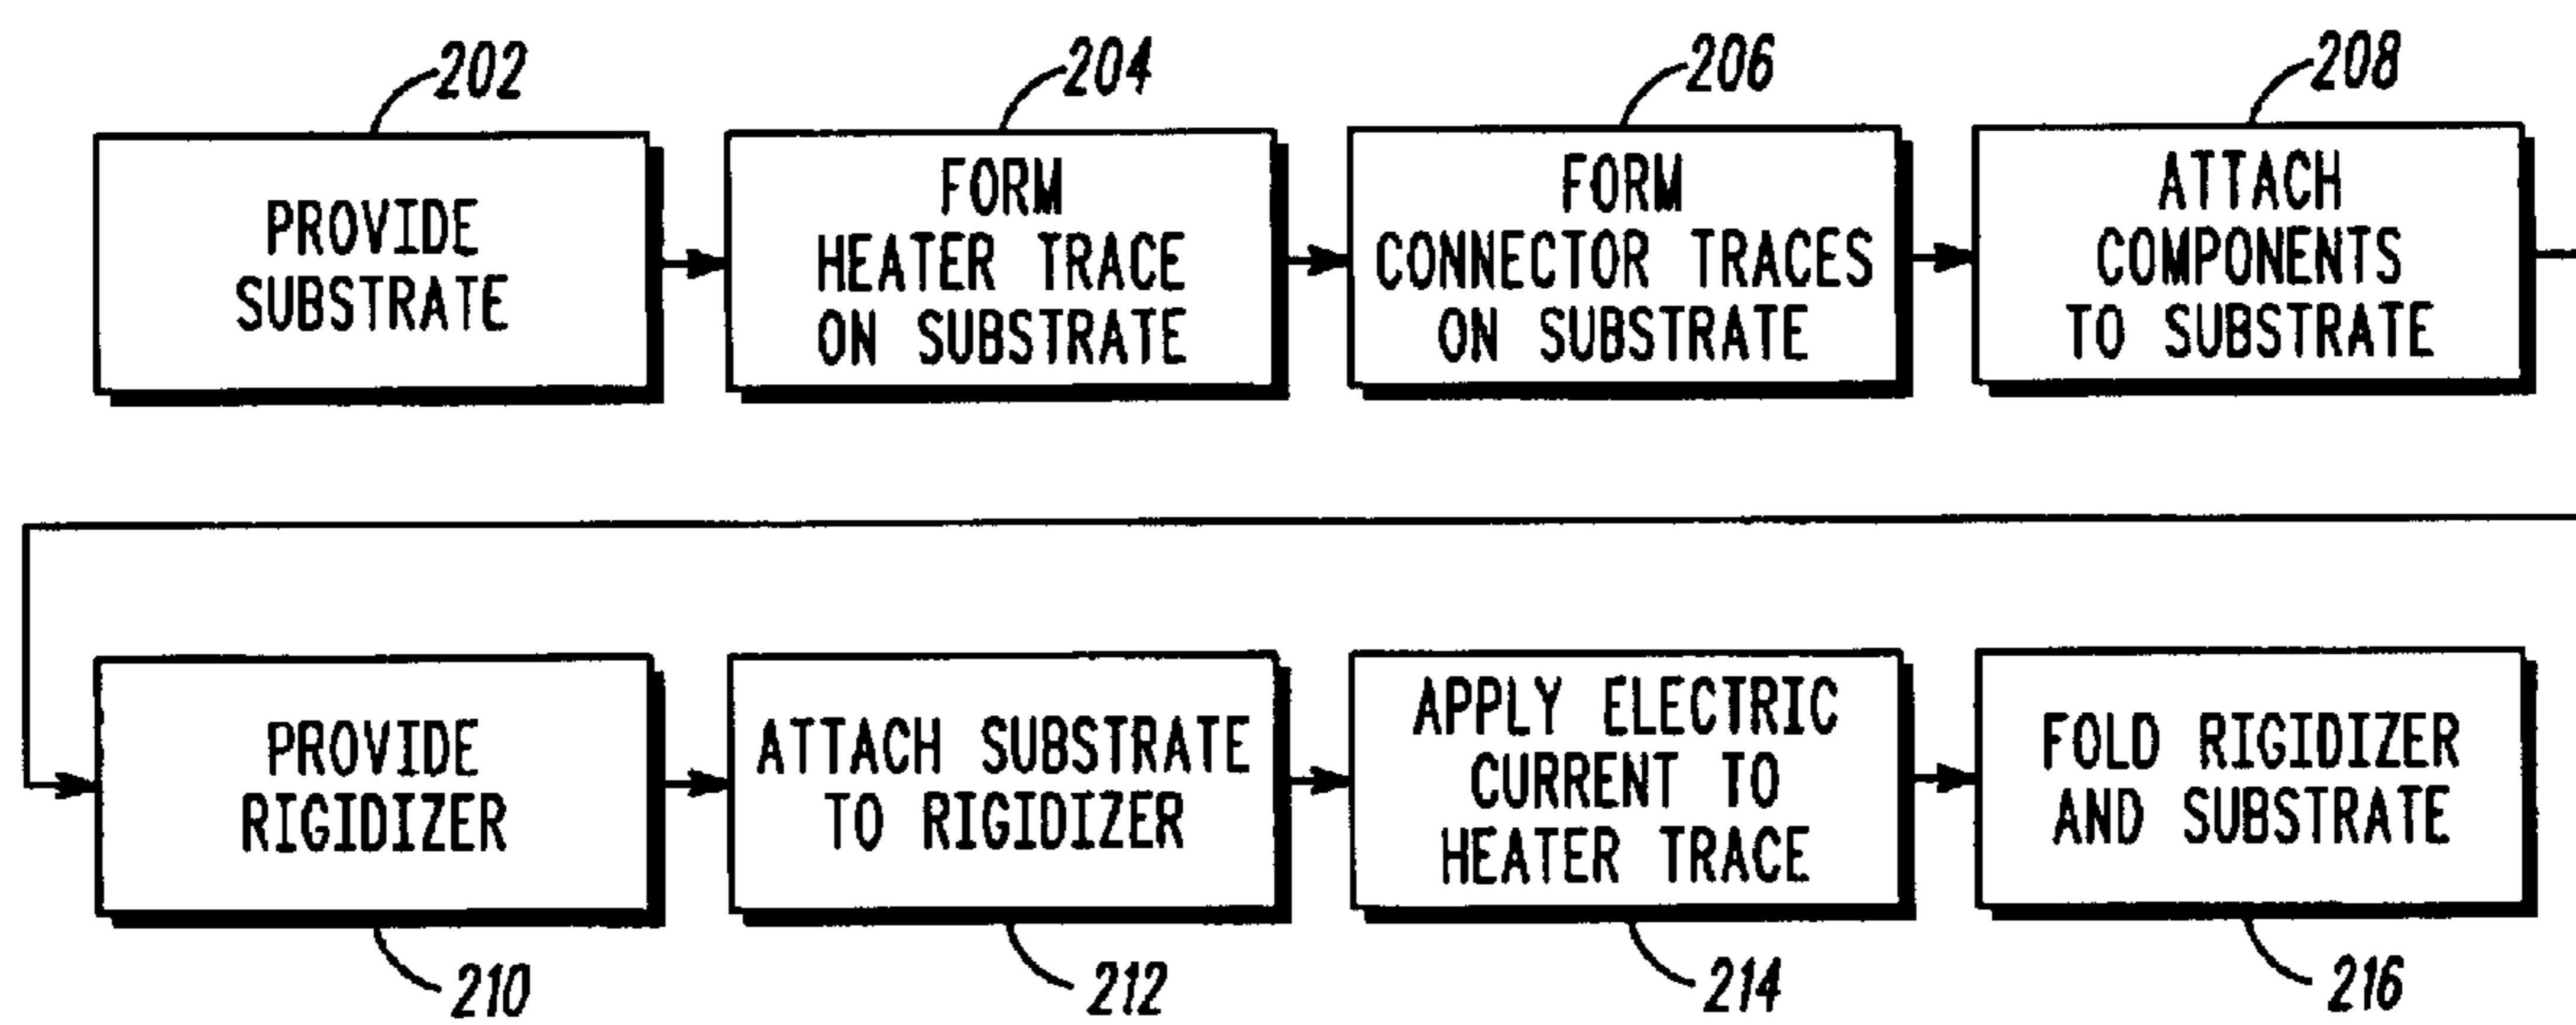 202
PROVIDE
SUBSTRATE
204
FORM
HEATER TRACE
ON SUBSTRATE
206
FORM
CONNECTOR TRACES
ON SUBSTRATE
208
ATTACH
COMPONENTS
TO SUBSTRATE
PROVIDE
RIGIDIZER
210
ATTACH SUBSTRATE
TO RIGIDIZER
212
APPLY ELECTRIC
CURRENT TO
HEATER TRACE
214
FOLD RIGIDIZER
AND SUBSTRATE
216